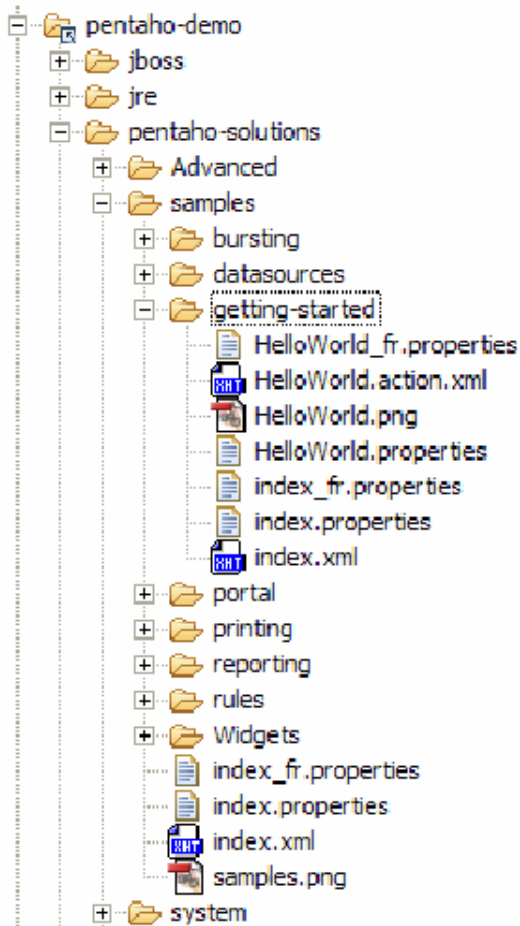 pentaho-demo
jboss
jre
pentaho-solutions
Advanced
samples
bursting
datasources
getting-started
HelloWorld_fr.properties
HelloWorld.action.xml
HelloWorld.png
HelloWorld.properties
index_fr.properties
index.properties
index.xml
portal
printing
reporting
rules
Widgets
index_fr.properties
index.properties
index.xml
samples.png
system